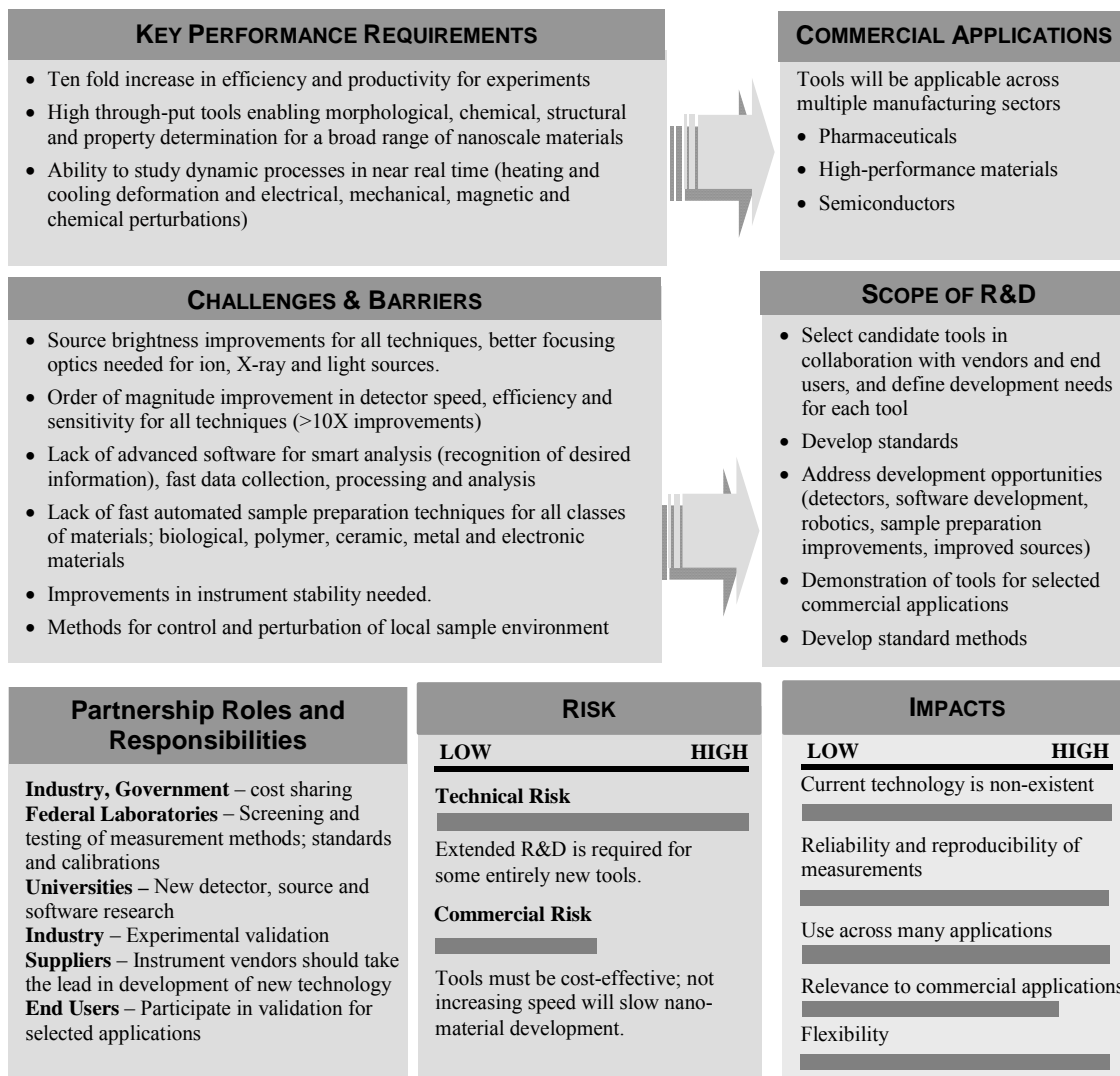 KEY PERFORMANCE REQUIREMENTS
• Ten fold increase in efficiency and productivity for experiments
• High through-put tools enabling morphological, chemical, structural
and property determination for a broad range of nanoscale materials
• Ability to study dynamic processes in near real time (heating and
cooling deformation and electrical, mechanical, magnetic and
chemical perturbations)
COMMERCIAL APPLICATIONS
Tools will be applicable across
multiple manufacturing sectors
• Pharmaceuticals
• High-performance materials
• Semiconductors
CHALLENGES & BARRIERS
• Source brightness improvements for all techniques, better focusing
optics needed for ion, X-ray and light sources.
• Order of magnitude improvement in detector speed, efficiency and
sensitivity for all techniques (>10X improvements)
• Lack of advanced software for smart analysis (recognition of desired
information), fast data collection, processing and analysis
• Lack of fast automated sample preparation techniques for all classes
of materials; biological, polymer, ceramic, metal and electronic
materials
• Improvements in instrument stability needed.
• Methods for control and perturbation of local sample environment
SCOPE OF R&D
• Select candidate tools in
collaboration with vendors and end
users, and define development needs
for each tool
• Develop standards
• Address development opportunities
(detectors, software development,
robotics, sample preparation
improvements, improved sources)
• Demonstration of tools for selected
commercial applications
• Develop standard methods
Partnership Roles and
Responsibilities
Industry, Government – cost sharing
Federal Laboratories – Screening and
testing of measurement methods; standards
and calibrations
Universities – New detector, source and
software research
Industry – Experimental validation
Suppliers – Instrument vendors should take
the lead in development of new technology
End Users – Participate in validation for
selected applications
RISK
LOW HIGH
Technical Risk
Extended R&D is required for
some entirely new tools.
Commercial Risk
Tools must be cost-effective; not
increasing speed will slow nano-
material development.
IMPACTS
LOW HIGH
Current technology is non-existent
Reliability and reproducibility of
measurements
Use across many applications
Relevance to commercial applications
Flexibility